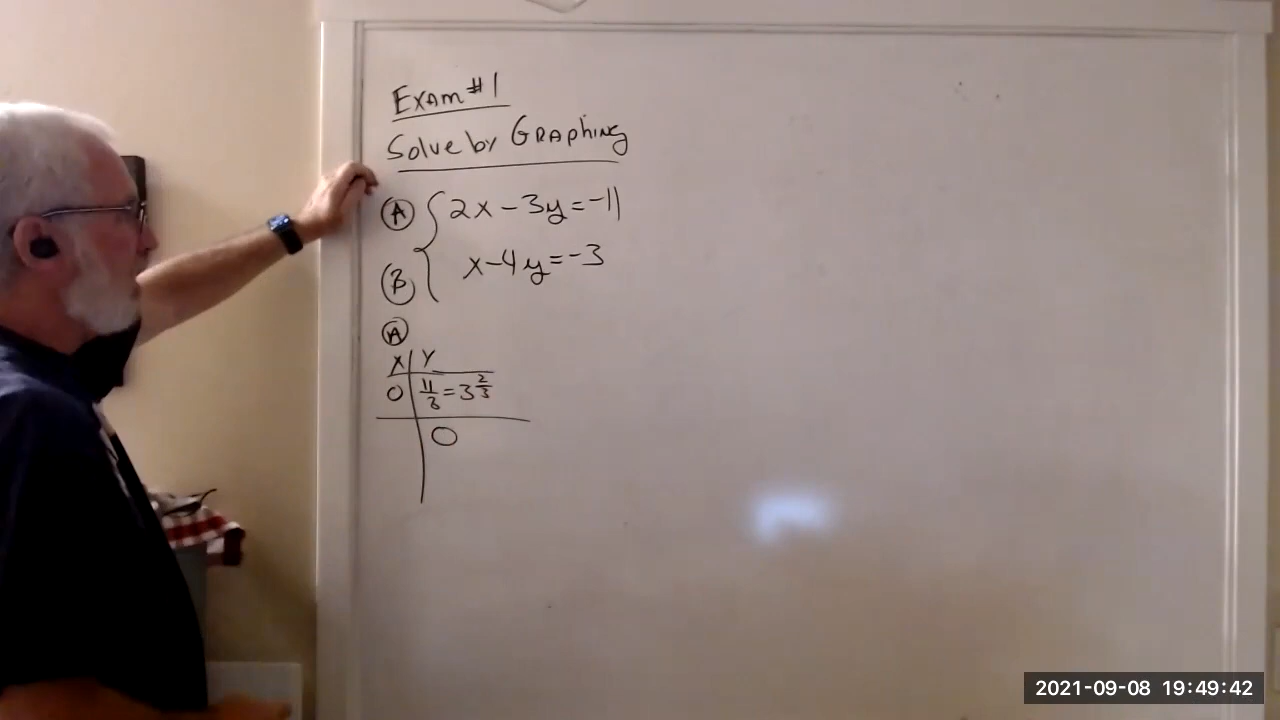 Exam #1
Solve by Graphing
A { 2x - 3y = -11
B x - 4y = -3
A
X | Y
0 | 11/3 = 3 2/3
0
2021-09-08 19:49:42